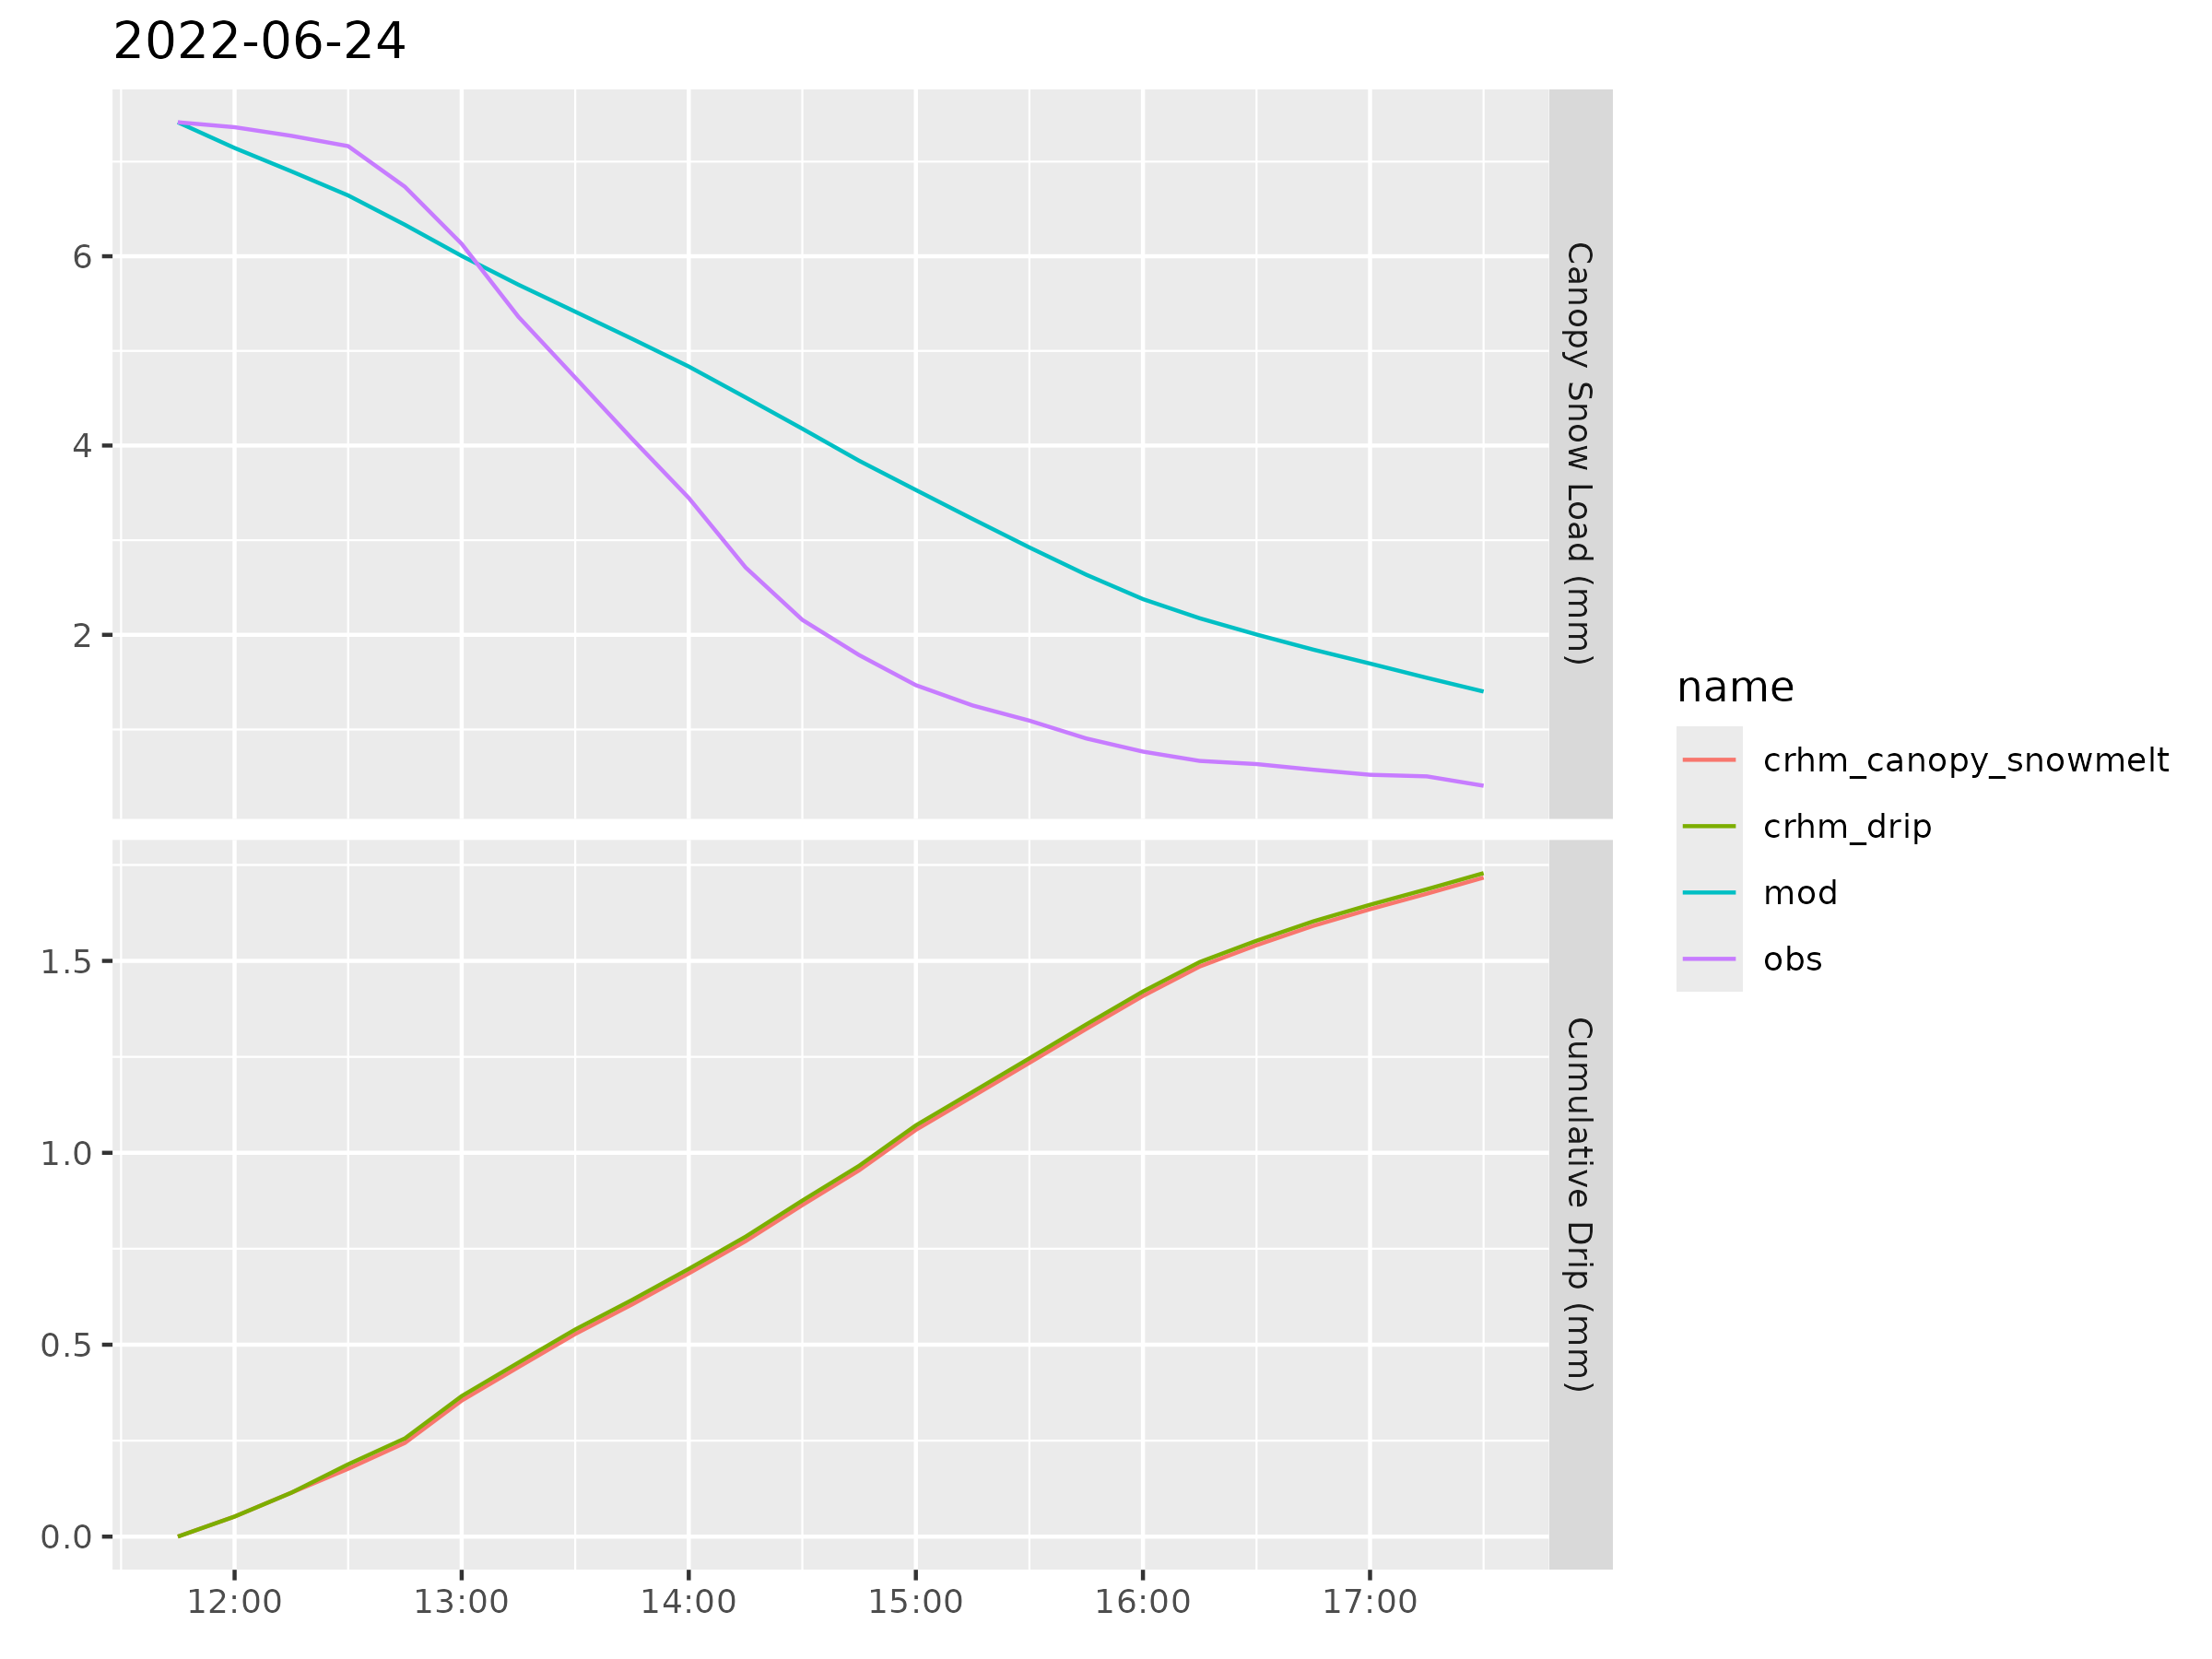 2022-06-24
6
4
2
Canopy Snow Load (mm)
1.5
1.0
0.5
0.0
Cumulative Drip (mm)
12:00 13:00 14:00 15:00 16:00 17:00
name
crhm_canopy_snowmelt
crhm_drip
mod
obs